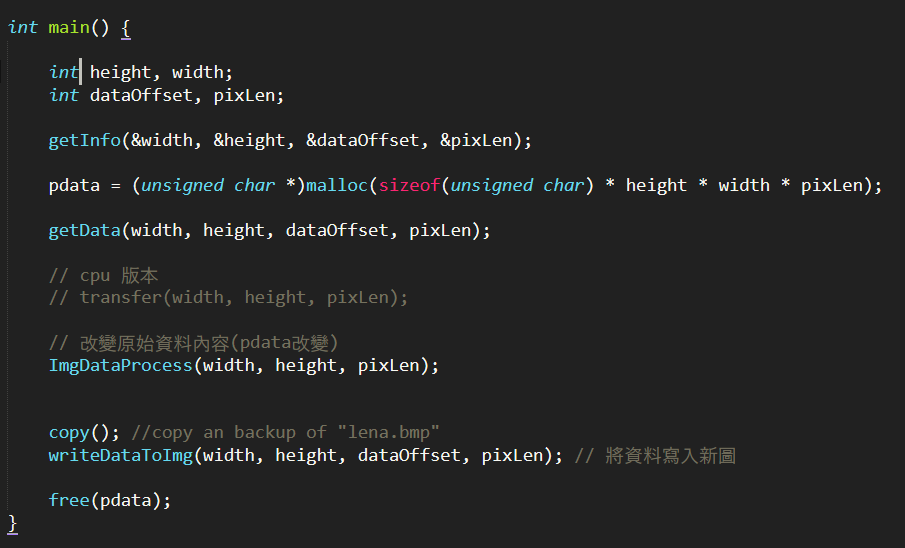 int main() {
int height, width;
int dataOffset, pixLen;
getInfo(&width, &height, &dataOffset, &pixLen);
pdata = (unsigned char *)malloc(sizeof(unsigned char) * height * width * pixLen);
getData(width, height, dataOffset, pixLen);
// cpu 版本
// transfer(width, height, pixLen);
// 改變原始資料內容(pdata改變)
ImgDataProcess(width, height, pixLen);
copy(); //copy an backup of "lena.bmp"
writeDataToImg(width, height, dataOffset, pixLen); // 將資料寫入新圖
free(pdata);
}